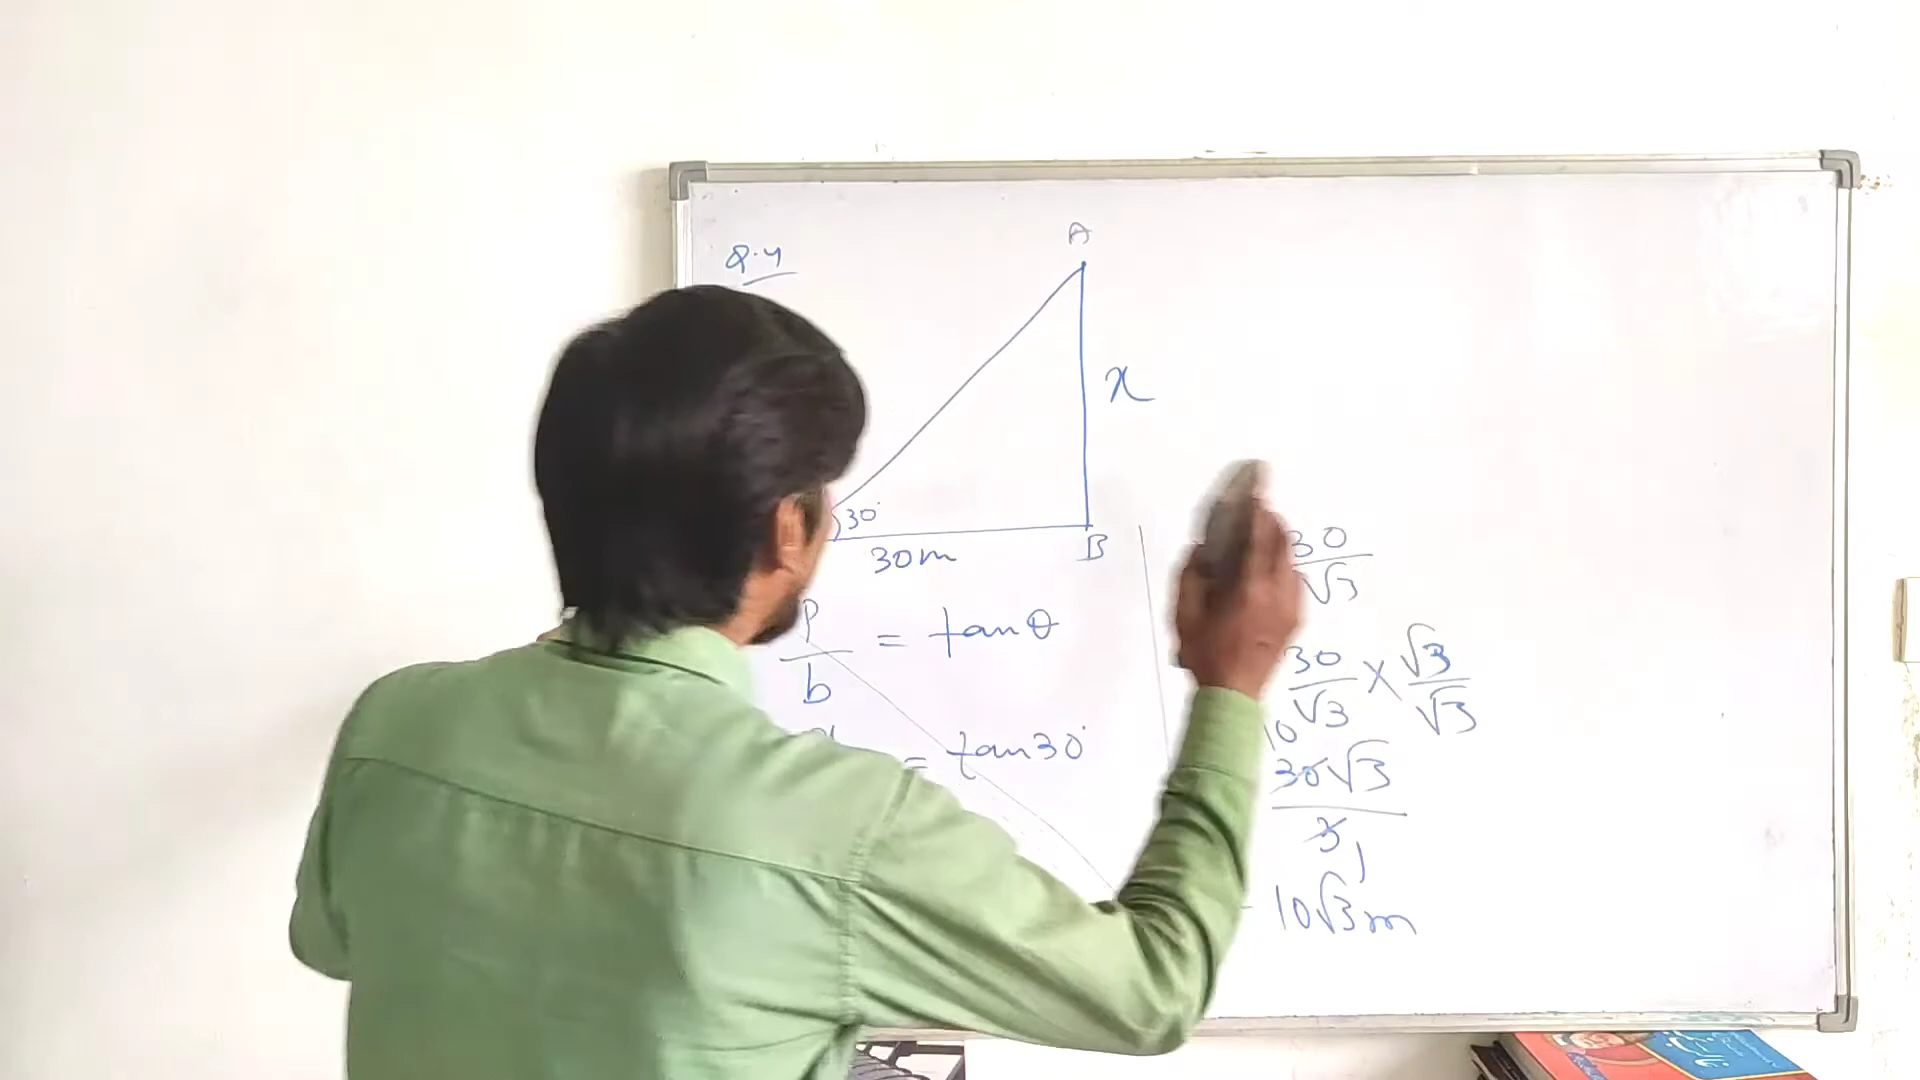 Q.4
A
x
30°
30m
B
p/b = tanθ
= tan30°
30/√3
30/√3 × √3/√3
10
30√3/3
1
10√3m